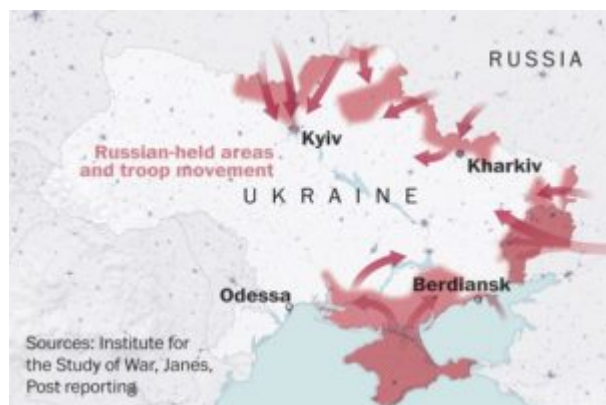 RUSSIA
Kyiv
Russian-held areas
and troop movement
Kharkiv
UKRAINE
Berdiansk
Odessa
Sources: Institute for
the Study of War, Janes,
Post reporting